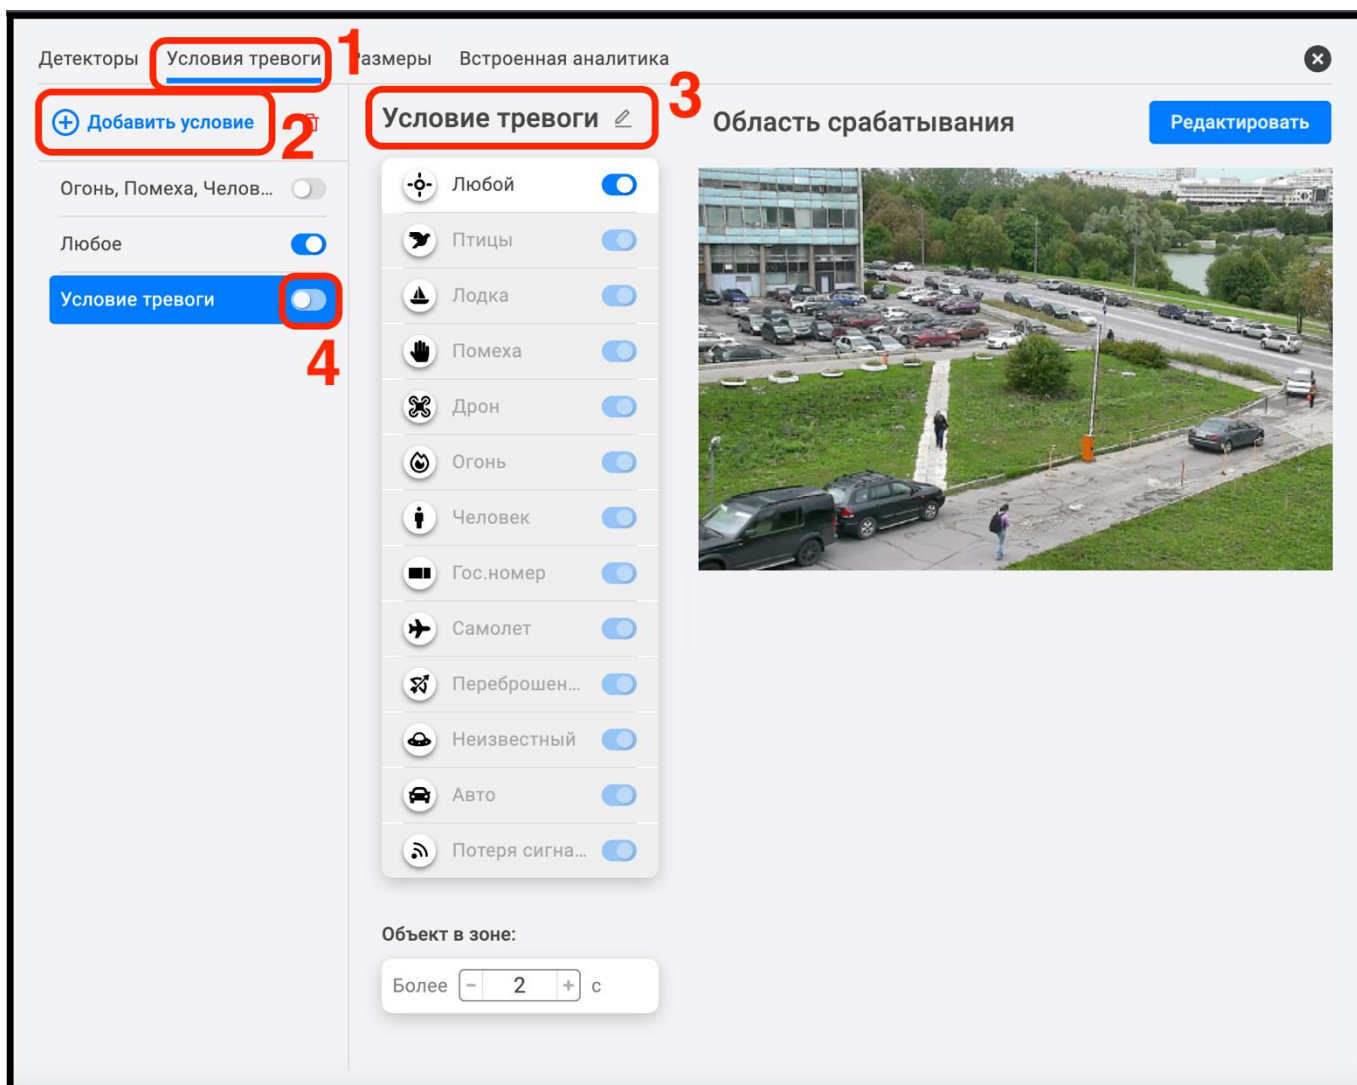 Детекторы Условия тревоги 1 Размеры Встроенная аналитика
Добавить условие 2
Условие тревоги 3
Область срабатывания
Редактировать
Огонь, Помеха, Челов...
Любое
Условие тревоги
4
Любой
Птицы
Лодка
Помеха
Дрон
Огонь
Человек
Гос.номер
Самолет
Переброшен...
Неизвестный
Авто
Потеря сигна...
Объект в зоне:
Более - 2 + с